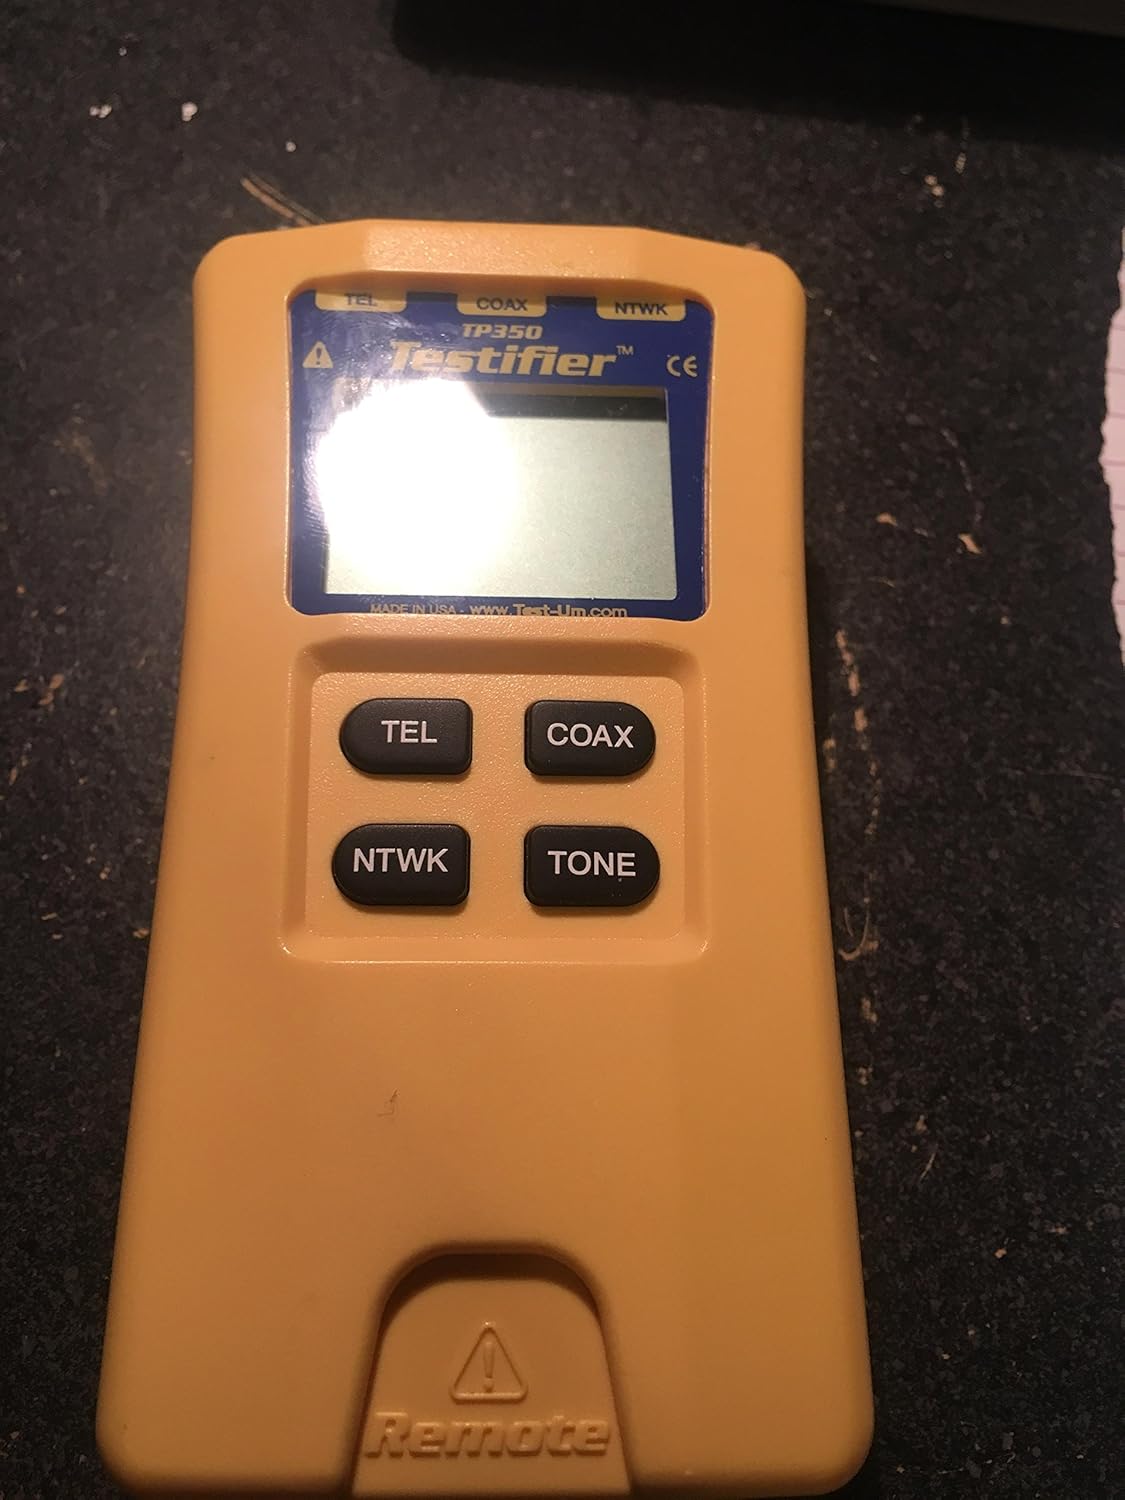 TEL COAX NTWK
TP350
Testifier™
CE
MADE IN USA - www.Test-Um.com
TEL COAX
NTWK TONE
Remote